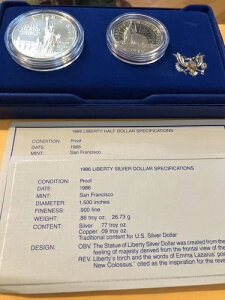 1986 LIBERTY HALF DOLLAR SPECIFICATIONS
CONDITION: Proof
DATE: 1986
MINT: San Francisco
1986 LIBERTY SILVER DOLLAR SPECIFICATIONS
CONDITION: Proof
DATE: 1986
MINT: San Francisco
DIAMETER: 1.500 inches
FINENESS: .900 fine
WEIGHT: .86 troy oz. 26.73 g
CONTENT: Silver .77 troy oz.
Copper .09 troy oz.
Traditional content for U.S. Silver Dollar
DESIGN: OBV. The Statue of Liberty Silver Dollar was created from the
feeling of majesty derived from the frontal view of the
REV. Liberty's torch and the words of Emma Lazarus' poem
New Colossus," cited as the inspiration for the reve